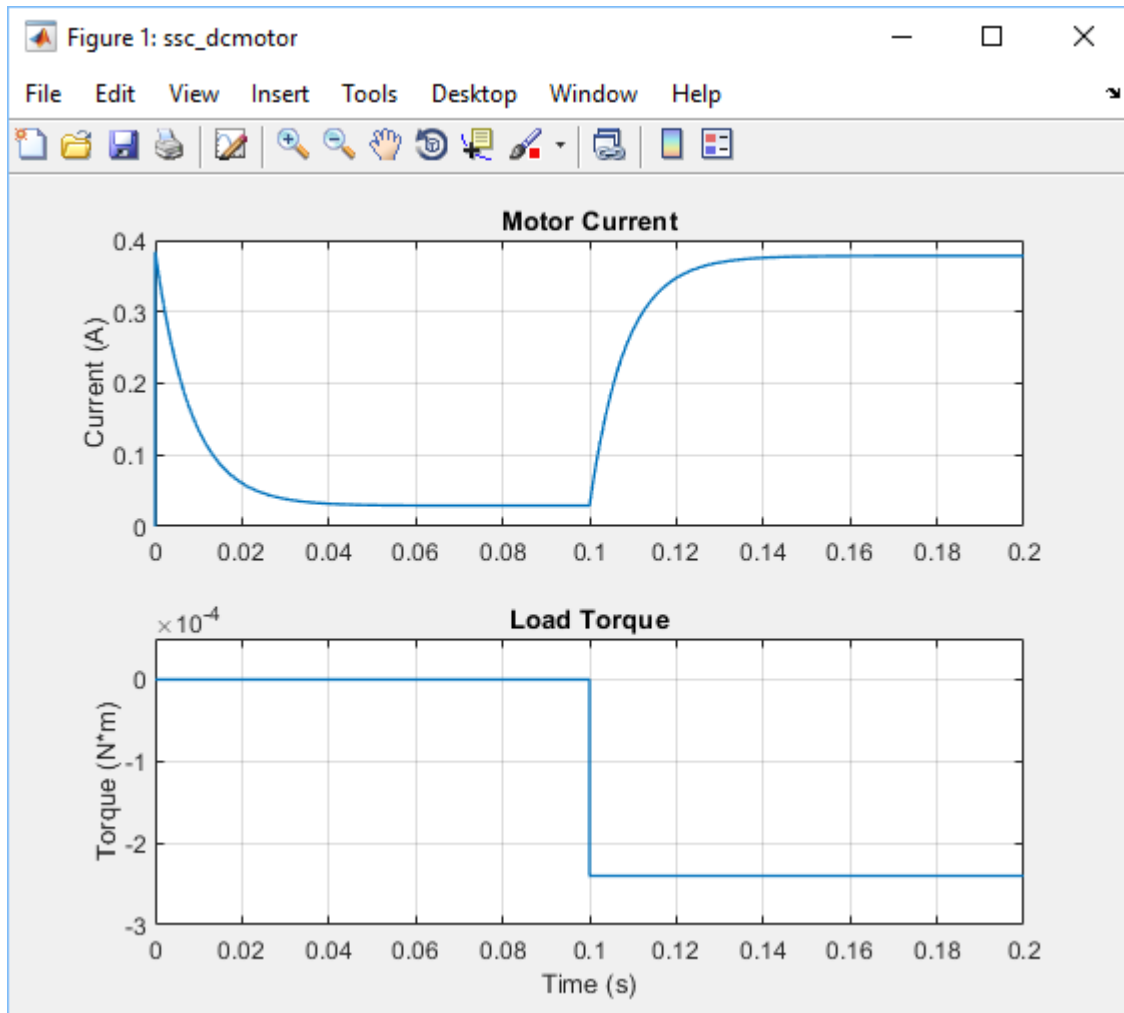 Figure 1: ssc_dcmotor
File Edit View Insert Tools Desktop Window Help
Motor Current
Current (A)
0.4
0.3
0.2
0.1
0
0 0.02 0.04 0.06 0.08 0.1 0.12 0.14 0.16 0.18 0.2
Load Torque
×10^-4
Torque (N*m)
0
-1
-2
-3
0 0.02 0.04 0.06 0.08 0.1 0.12 0.14 0.16 0.18 0.2
Time (s)